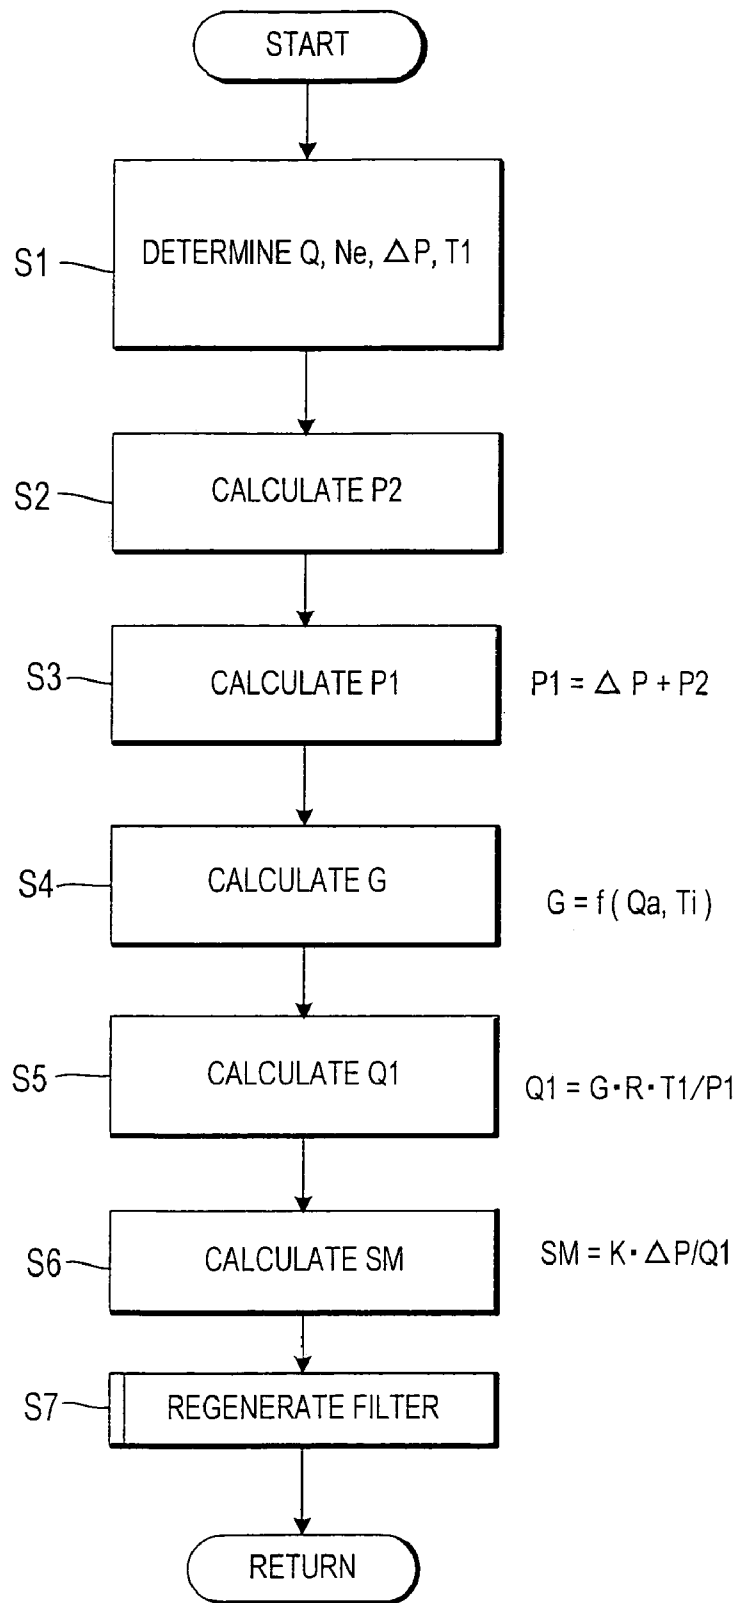 START
S1
DETERMINE Q, Ne, △P, T1
S2
CALCULATE P2
S3
CALCULATE P1
P1 = △ P + P2
S4
CALCULATE G
G = f ( Qa, Ti )
S5
CALCULATE Q1
Q1 = G·R·T1/P1
S6
CALCULATE SM
SM = K·△P/Q1
S7
REGENERATE FILTER
RETURN